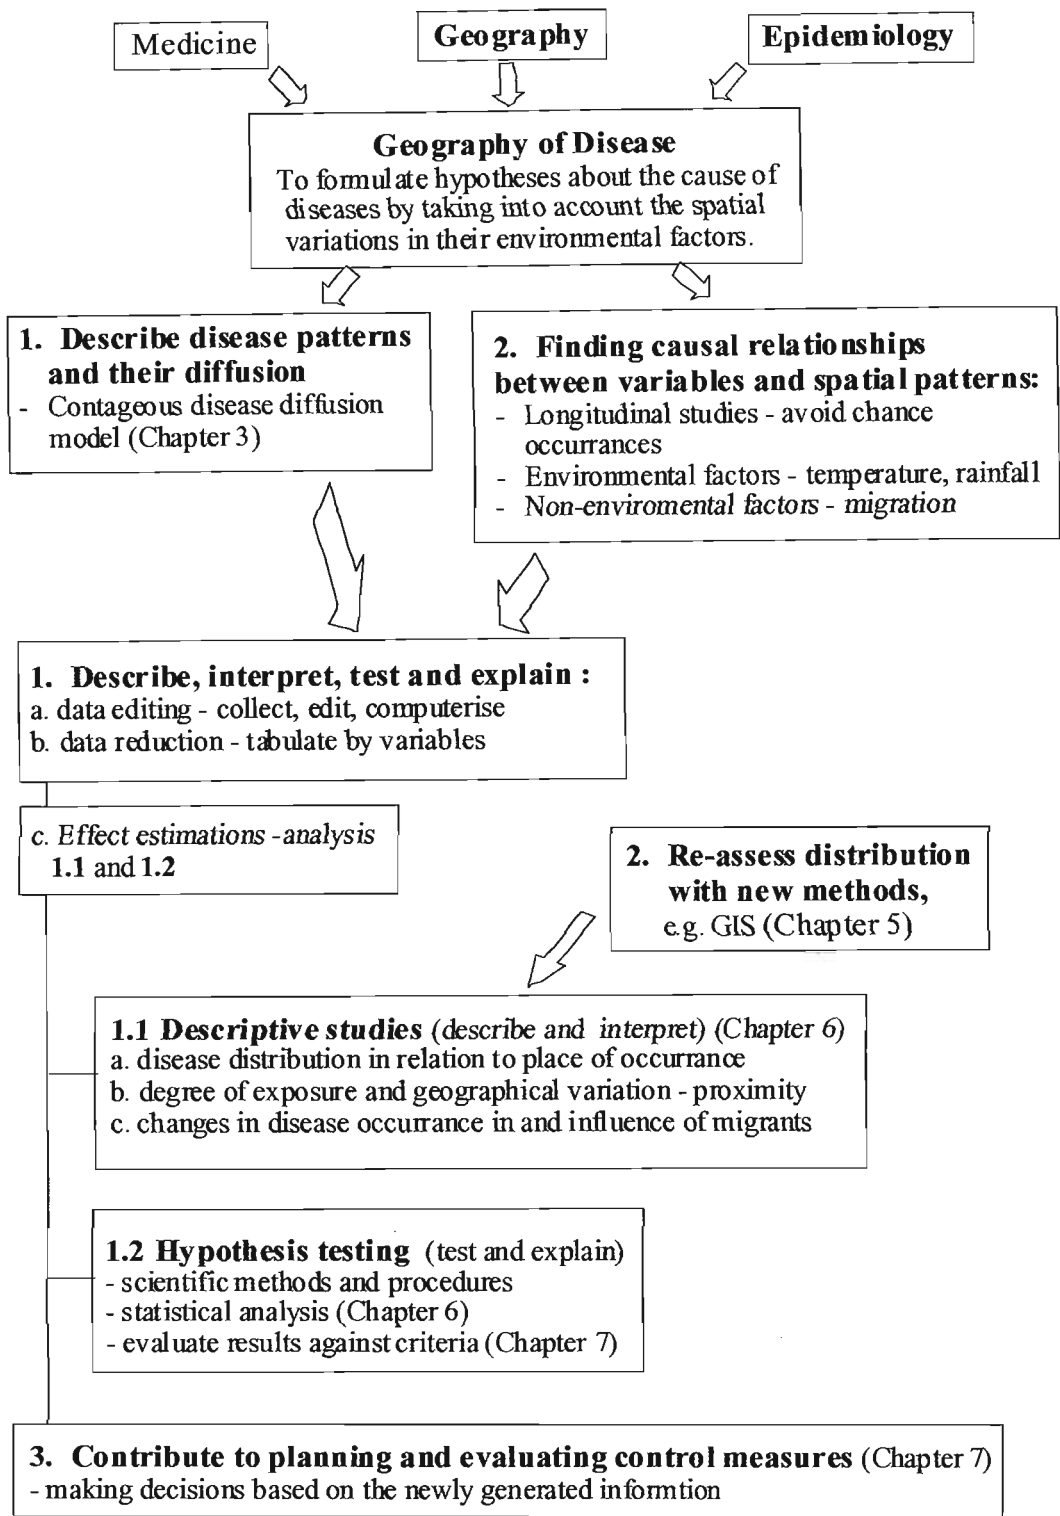 Medicine
Geography
Epidemiology
Geography of Disease
To formulate hypotheses about the cause of
diseases by taking into account the spatial
variations in their environmental factors.
1. Describe disease patterns
and their diffusion
- Contageous disease diffusion
model (Chapter 3)
2. Finding causal relationships
between variables and spatial patterns:
- Longitudinal studies - avoid chance
occurrances
- Environmental factors - temperature, rainfall
- Non-enviromental factors - migration
1. Describe, interpret, test and explain :
a. data editing - collect, edit, computerise
b. data reduction - tabulate by variables
c. Effect estimations - analysis
1.1 and 1.2
2. Re-assess distribution
with new methods,
e.g. GIS (Chapter 5)
1.1 Descriptive studies (describe and interpret) (Chapter 6)
a. disease distribution in relation to place of occurrance
b. degree of exposure and geographical variation - proximity
c. changes in disease occurrance in and influence of migrants
1.2 Hypothesis testing (test and explain)
- scientific methods and procedures
- statistical analysis (Chapter 6)
- evaluate results against criteria (Chapter 7)
3. Contribute to planning and evaluating control measures (Chapter 7)
- making decisions based on the newly generated informtion